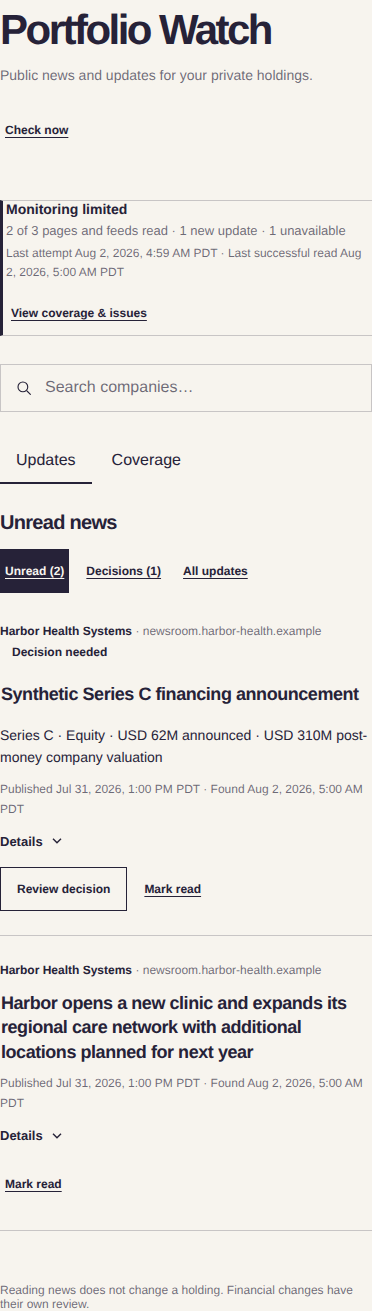 Portfolio Watch
Public news and updates for your private holdings.
Check now
Monitoring limited
2 of 3 pages and feeds read · 1 new update · 1 unavailable
Last attempt Aug 2, 2026, 4:59 AM PDT · Last successful read Aug
2, 2026, 5:00 AM PDT
View coverage & issues
Search companies…
Updates Coverage
Unread news
Unread (2) Decisions (1) All updates
Harbor Health Systems · newsroom.harbor-health.example
Decision needed
Synthetic Series C financing announcement
Series C · Equity · USD 62M announced · USD 310M post-
money company valuation
Published Jul 31, 2026, 1:00 PM PDT · Found Aug 2, 2026, 5:00 AM
PDT
Details
Review decision Mark read
Harbor Health Systems · newsroom.harbor-health.example
Harbor opens a new clinic and expands its
regional care network with additional
locations planned for next year
Published Jul 31, 2026, 1:00 PM PDT · Found Aug 2, 2026, 5:00 AM
PDT
Details
Mark read
Reading news does not change a holding. Financial changes have
their own review.